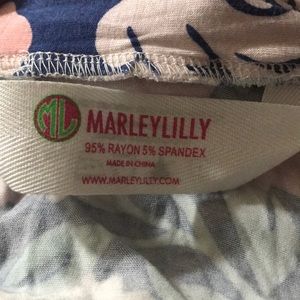 ML
MARLEYLILLY
95% RAYON 5% SPANDEX
MADE IN CHINA
WWW.MARLEYLILLY.COM